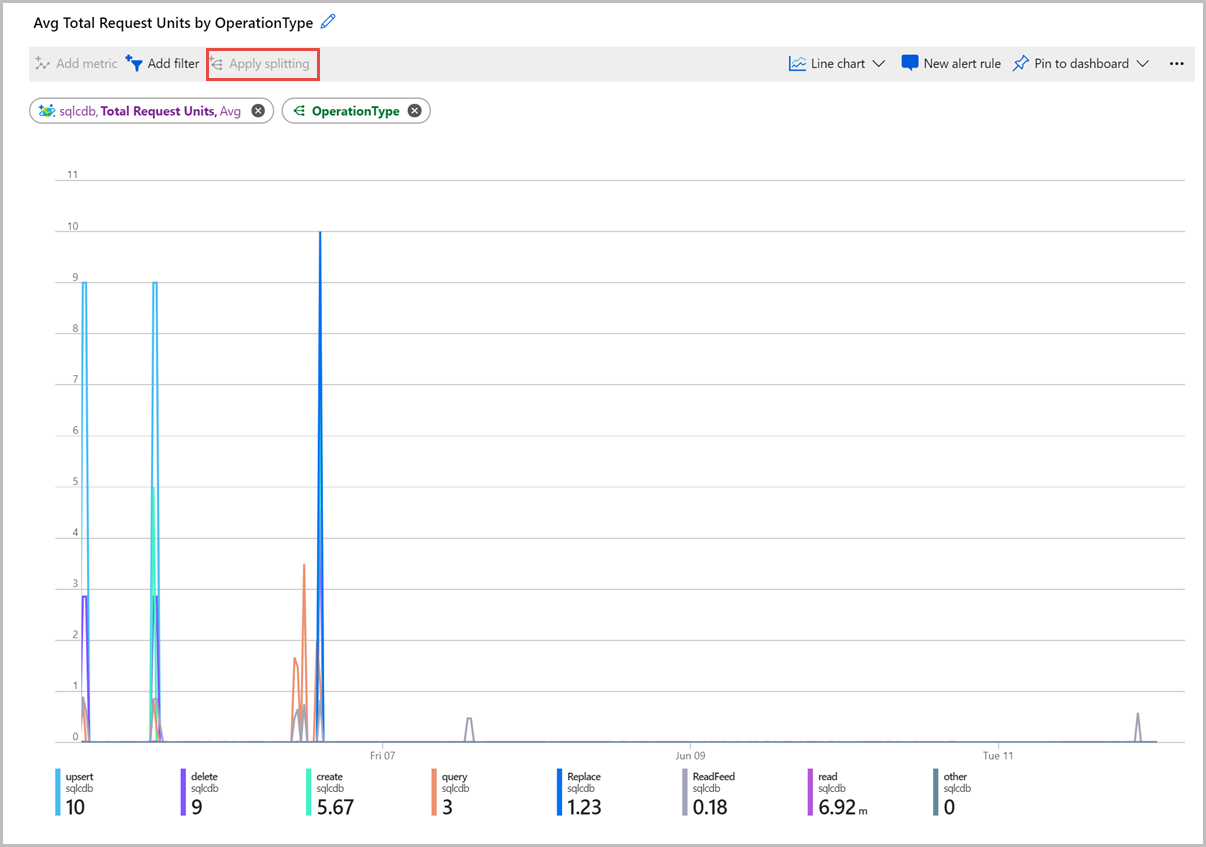 Avg Total Request Units by OperationType
Add metric Add filter Apply splitting Line chart New alert rule Pin to dashboard
sqlcdb, Total Request Units, Avg OperationType
11
10
9
8
7
6
5
4
3
2
1
0
Fri 07 Jun 09 Tue 11
upsert delete create query Replace ReadFeed read other
sqlcdb sqlcdb sqlcdb sqlcdb sqlcdb sqlcdb sqlcdb sqlcdb
10 9 5.67 3 1.23 0.18 6.92 m 0